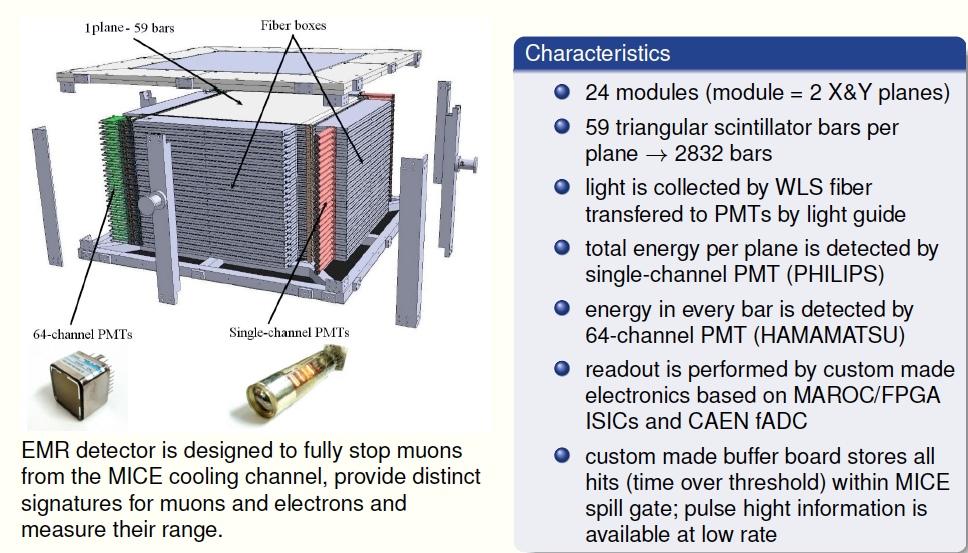 1plane - 59 bars
Fiber boxes
64-channel PMTs
Single-channel PMTs
EMR detector is designed to fully stop muons
from the MICE cooling channel, provide distinct
signatures for muons and electrons and
measure their range.
Characteristics
24 modules (module = 2 X&Y planes)
59 triangular scintillator bars per
plane → 2832 bars
light is collected by WLS fiber
transfered to PMTs by light guide
total energy per plane is detected by
single-channel PMT (PHILIPS)
energy in every bar is detected by
64-channel PMT (HAMAMATSU)
readout is performed by custom made
electronics based on MAROC/FPGA
ISICs and CAEN fADC
custom made buffer board stores all
hits (time over threshold) within MICE
spill gate; pulse hight information is
available at low rate